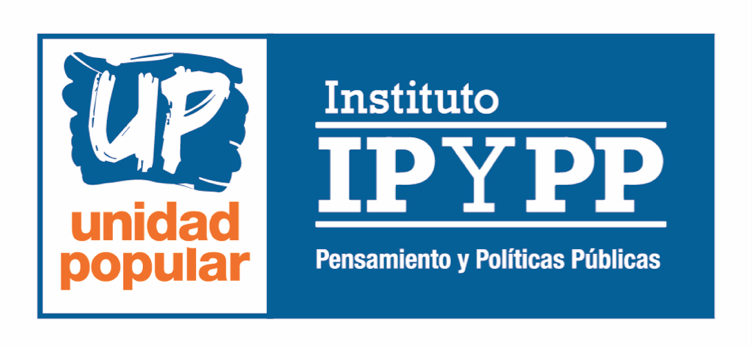 UP
unidad
popular
Instituto
IPYPP
Pensamiento y Políticas Públicas